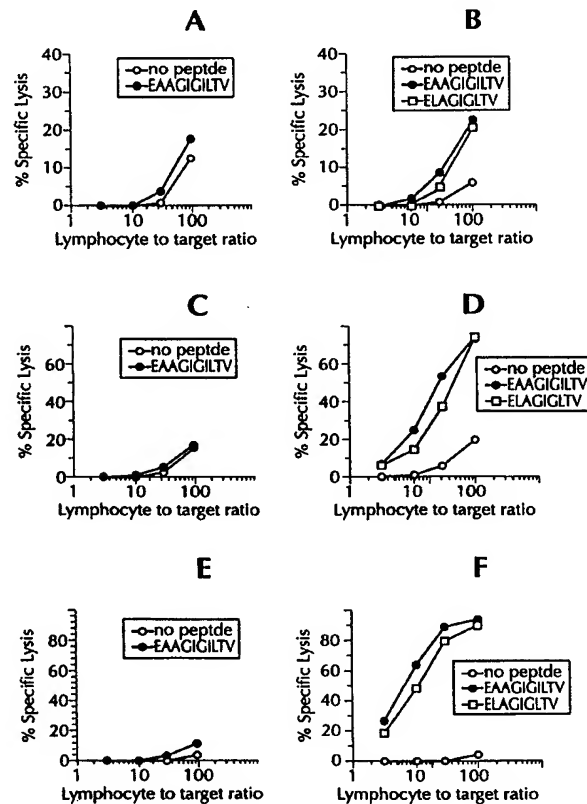 A
no peptde
EAAGIGILTV
% Specific Lysis
40
30
20
10
0
1
10
100
Lymphocyte to target ratio
B
no peptde
EAAGIGILTV
ELAGIGLTV
% Specific Lysis
40
30
20
10
0
1
10
100
Lymphocyte to target ratio
C
no peptde
EAAGIGILTV
% Specific Lysis
60
40
20
0
1
10
100
Lymphocyte to target ratio
D
no peptde
EAAGIGILTV
ELAGIGLTV
% Specific Lysis
60
40
20
0
1
10
100
Lymphocyte to target ratio
E
no peptde
EAAGIGILTV
% Specific Lysis
80
60
40
20
0
1
10
100
Lymphocyte to target ratio
F
no peptde
EAAGIGILTV
ELAGIGLTV
% Specific Lysis
80
60
40
20
0
1
10
100
Lymphocyte to target ratio